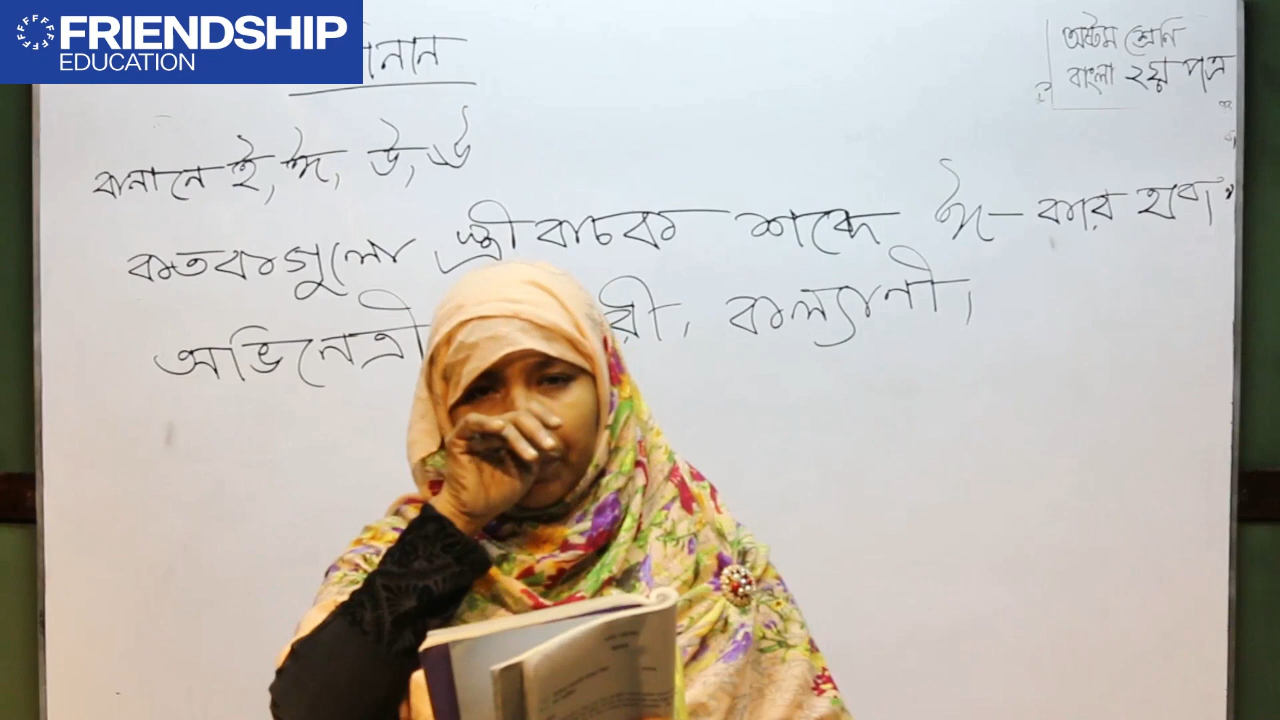 FRIENDSHIP
EDUCATION
অষ্টম শ্রেণি
বাংলা ২য় পত্র
বানানে ই, ঈ, উ, ঊ
কতকগুলো স্ত্রীবাচক শব্দে ঈ-কার হবে।
অভিনেত্রী রী, কল্যাণী,